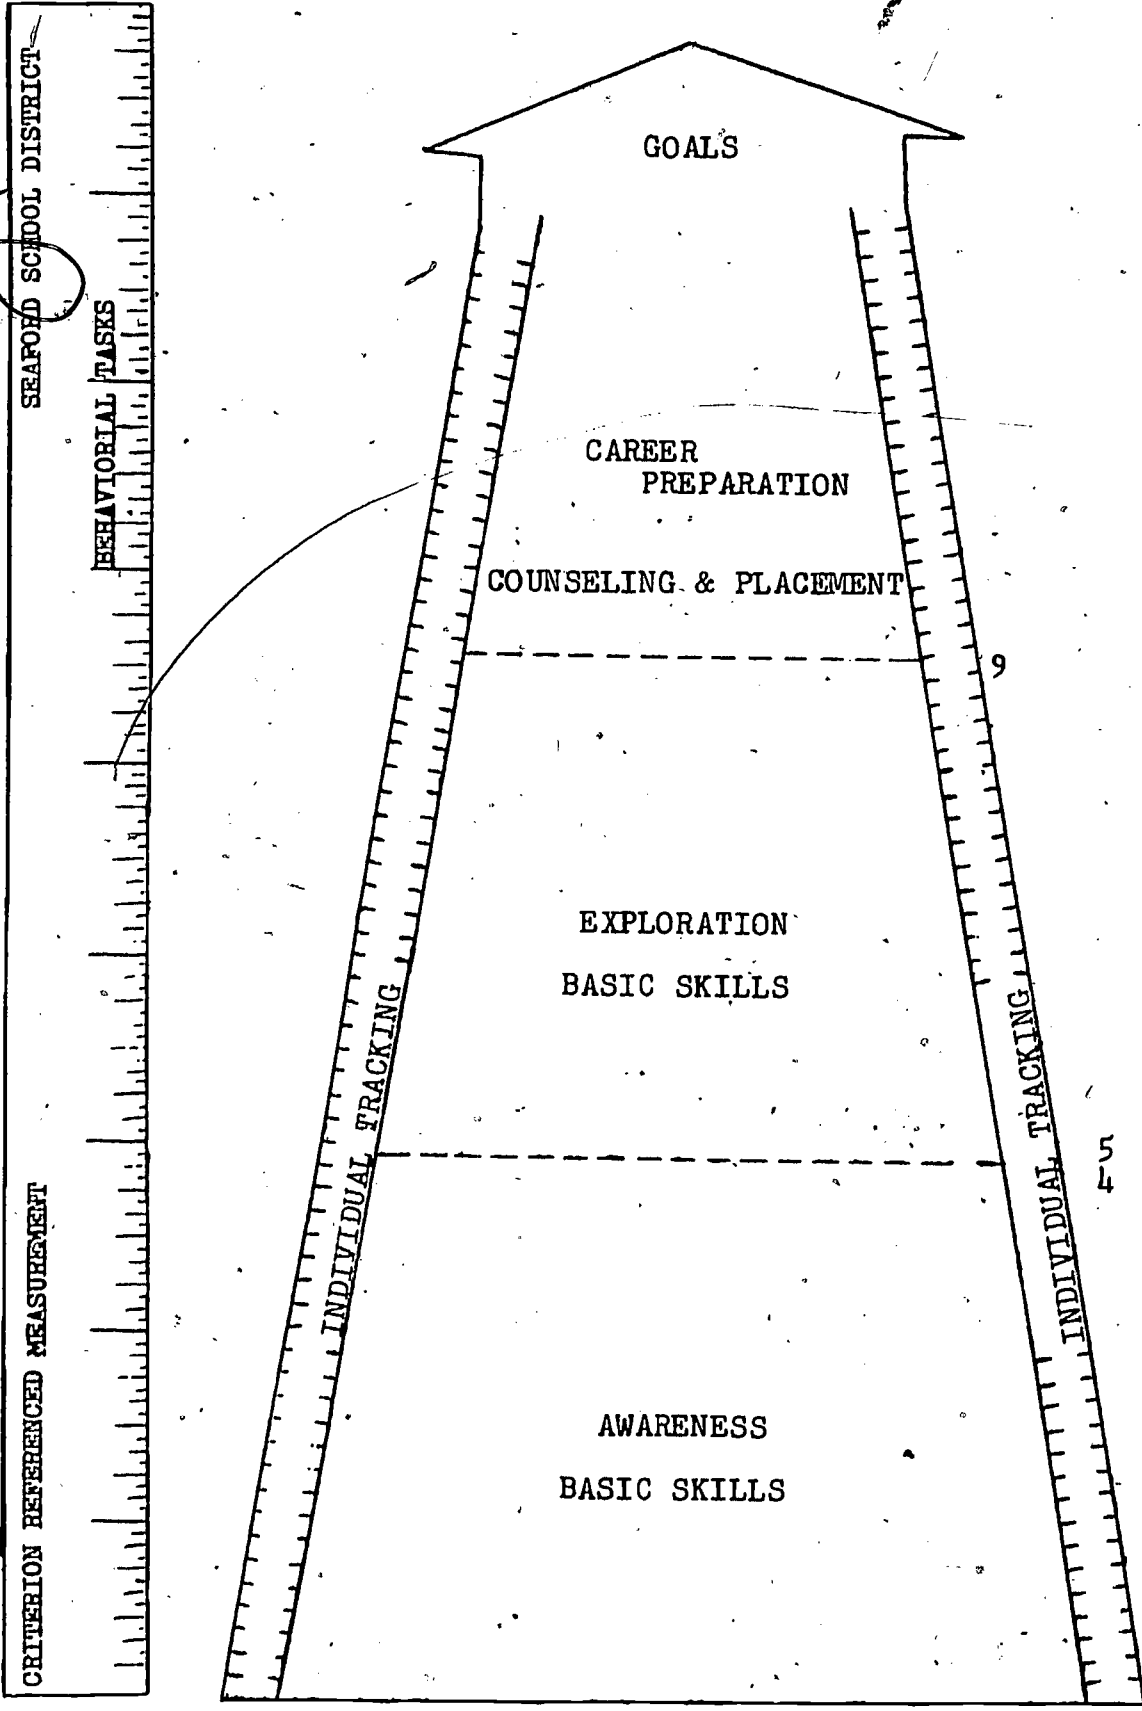 SEAFORD SCHOOL DISTRICT
BEHAVIORIAL TASKS
CRITERION REFERENCED MEASUREMENT
GOALS
CAREER
PREPARATION
COUNSELING & PLACEMENT
9
EXPLORATION
BASIC SKILLS
INDIVIDUAL TRACKING
INDIVIDUAL TRACKING
5
4
AWARENESS
BASIC SKILLS